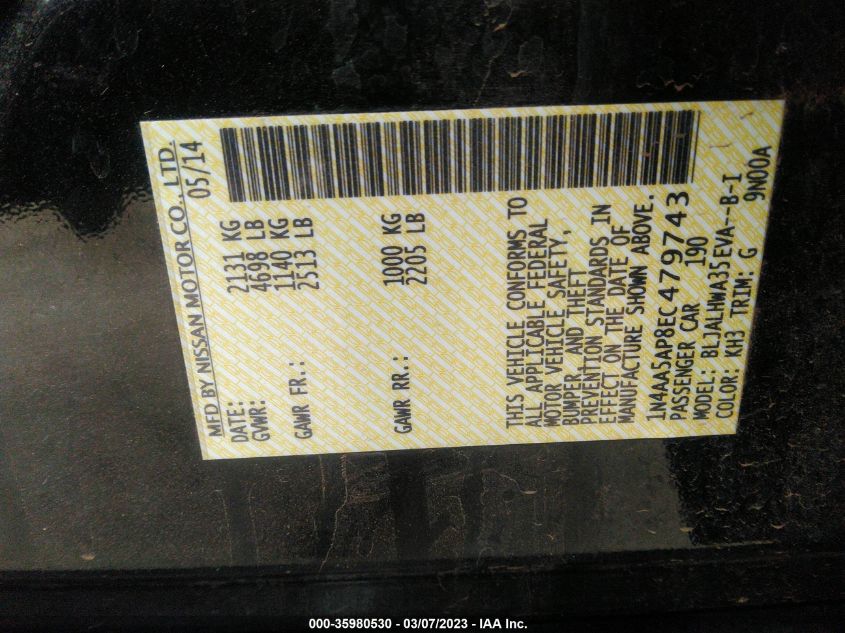 MFD BY NISSAN MOTOR CO., LTD.
DATE: 05/14
GVWR: 2131 KG
4698 LB
GAWR FR.: 1140 KG
2513 LB
GAWR RR.: 1000 KG
2205 LB
THIS VEHICLE CONFORMS TO
ALL APPLICABLE FEDERAL
MOTOR VEHICLE SAFETY,
BUMPER, AND THEFT
PREVENTION STANDARDS IN
EFFECT ON THE DATE OF
MANUFACTURE SHOWN ABOVE.
1N4AA5AP8EC479743
PASSENGER CAR 190
MODEL: BLJALHWA35EVA--B-I
COLOR: KH3 TRIM: G 9N00A
000-35980530 - 03/07/2023 - IAA Inc.